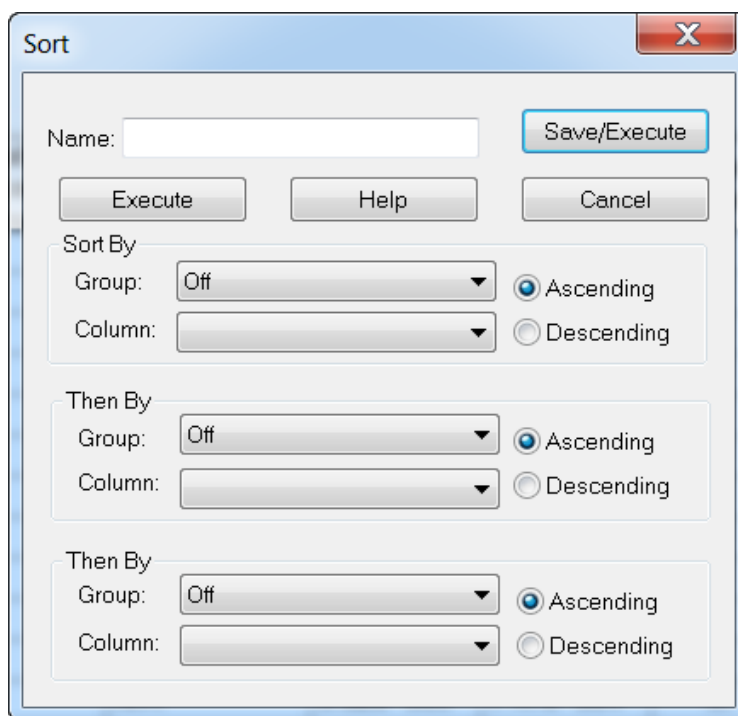 Sort
Name:
Save/Execute
Execute
Help
Cancel
Sort By
Group:
Off
Ascending
Column:
Descending
Then By
Group:
Off
Ascending
Column:
Descending
Then By
Group:
Off
Ascending
Column:
Descending